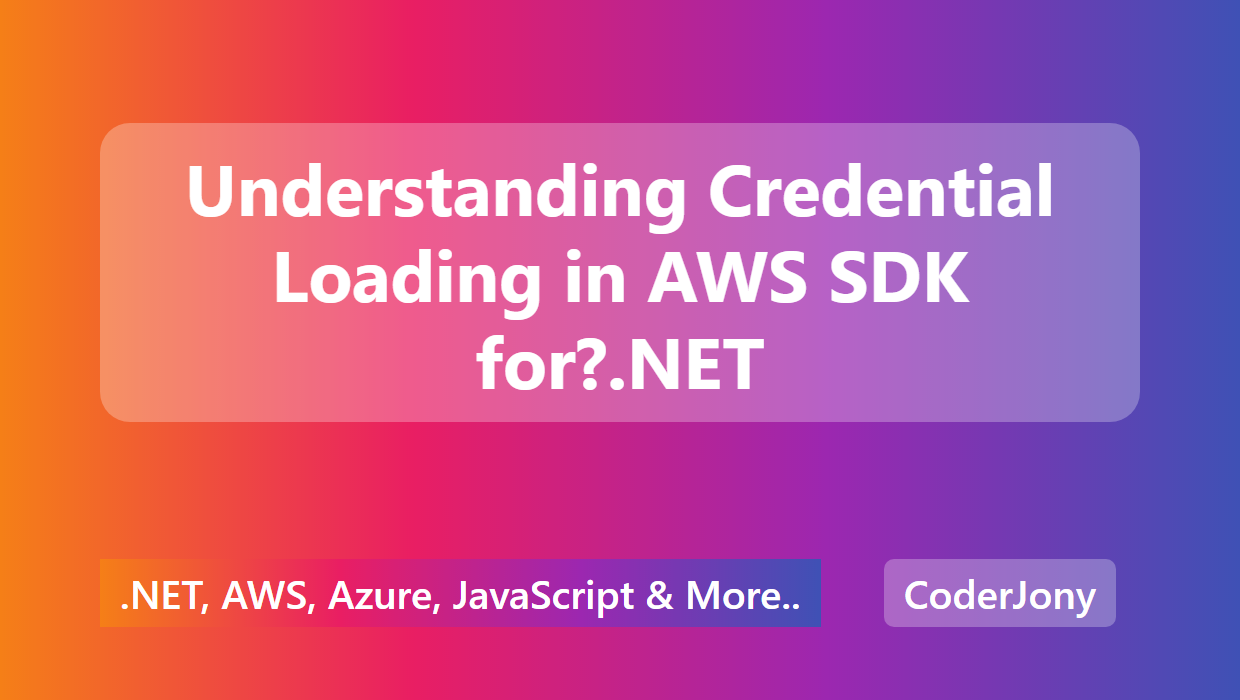 Understanding Credential
Loading in AWS SDK
for?.NET
.NET, AWS, Azure, JavaScript & More..
CoderJony